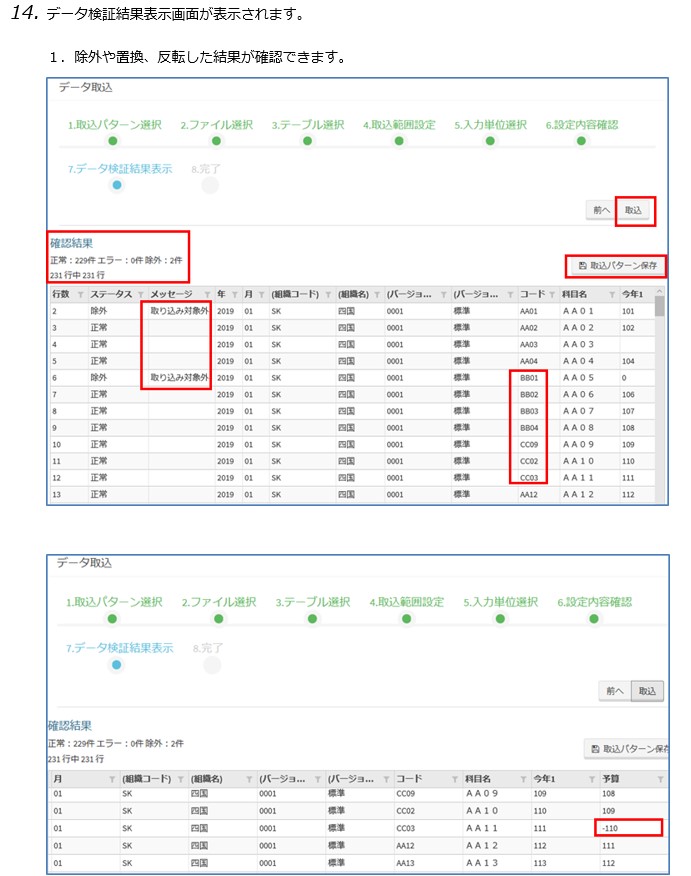 14. データ検証結果表示画面が表示されます。
１．除外や置換、反転した結果が確認できます。
データ取込
1.取込パターン選択 2.ファイル選択 3.テーブル選択 4.取込範囲設定 5.入力単位選択 6.設定内容確認
7.データ検証結果表示 8.完了
前へ 取込
確認結果
正常：229件 エラー：0件 除外：2件
231 行中 231 行
取込パターン保存
行数 ステータス メッセージ 年 月 (組織コード) (組織名) (バージョ... (バージョ... コード 科目名 今年1
2 除外 取り込み対象外 2019 01 SK 四国 0001 標準 AA01 ＡＡ０１ 101
3 正常 2019 01 SK 四国 0001 標準 AA02 ＡＡ０２ 102
4 正常 2019 01 SK 四国 0001 標準 AA03 ＡＡ０３
5 正常 2019 01 SK 四国 0001 標準 AA04 ＡＡ０４ 104
6 除外 取り込み対象外 2019 01 SK 四国 0001 標準 BB01 ＡＡ０５ 0
7 正常 2019 01 SK 四国 0001 標準 BB02 ＡＡ０６ 106
8 正常 2019 01 SK 四国 0001 標準 BB03 ＡＡ０７ 107
9 正常 2019 01 SK 四国 0001 標準 BB04 ＡＡ０８ 108
10 正常 2019 01 SK 四国 0001 標準 CC09 ＡＡ０９ 109
11 正常 2019 01 SK 四国 0001 標準 CC02 ＡＡ１０ 110
12 正常 2019 01 SK 四国 0001 標準 CC03 ＡＡ１１ 111
13 正常 2019 01 SK 四国 0001 標準 AA12 ＡＡ１２ 112
データ取込
1.取込パターン選択 2.ファイル選択 3.テーブル選択 4.取込範囲設定 5.入力単位選択 6.設定内容確認
7.データ検証結果表示 8.完了
前へ 取込
確認結果
正常：229件 エラー：0件 除外：2件
231 行中 231 行
取込パターン保存
月 (組織コード) (組織名) (バージョ... (バージョ... コード 科目名 今年1 予算
01 SK 四国 0001 標準 CC09 ＡＡ０９ 109 108
01 SK 四国 0001 標準 CC02 ＡＡ１０ 110 109
01 SK 四国 0001 標準 CC03 ＡＡ１１ 111 -110
01 SK 四国 0001 標準 AA12 ＡＡ１２ 112 111
01 SK 四国 0001 標準 AA13 ＡＡ１３ 113 112